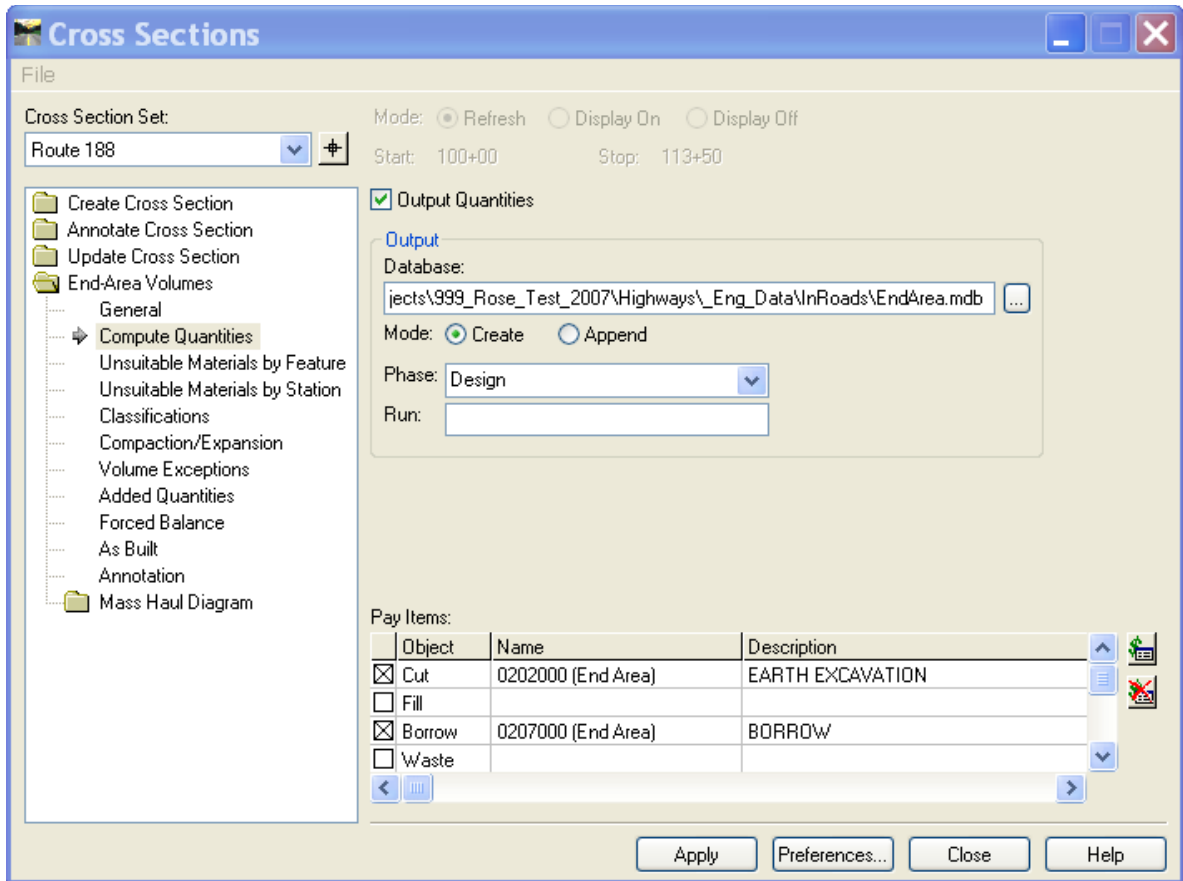 Cross Sections
File
Cross Section Set:
Route 188
Mode: Refresh Display On Display Off
Start: 100+00 Stop: 113+50
Create Cross Section
Annotate Cross Section
Update Cross Section
End-Area Volumes
General
Compute Quantities
Unsuitable Materials by Feature
Unsuitable Materials by Station
Classifications
Compaction/Expansion
Volume Exceptions
Added Quantities
Forced Balance
As Built
Annotation
Mass Haul Diagram
Output Quantities
Output
Database:
jects\999_Rose_Test_2007\Highways\_Eng_Data\InRoads\EndArea.mdb ...
Mode: Create Append
Phase: Design
Run:
Pay Items:
Object Name Description
Cut 0202000 (End Area) EARTH EXCAVATION
Fill
Borrow 0207000 (End Area) BORROW
Waste
Apply Preferences... Close Help